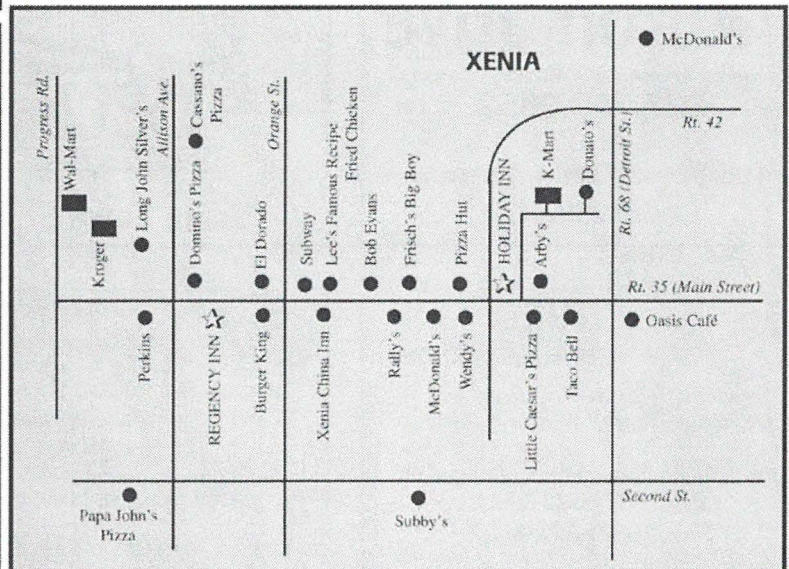 XENIA
McDonald's
Rt. 42
Progress Rd.
Wal-Mart
Kroger
Long John Silver's
Allison Ave.
Cassano's
Pizza
Domino's Pizza
Orange St.
El Dorado
Subway
Lee's Famous Recipe
Fried Chicken
Bob Evans
Frisch's Big Boy
Pizza Hut
HOLIDAY INN
K-Mart
Arby's
Donato's
Rt. 68 (Detroit St.)
Rt. 35 (Main Street)
Perkins
REGENCY INN
Burger King
Xenia China Inn
Rally's
McDonald's
Wendy's
Little Caesar's Pizza
Taco Bell
Oasis Café
Second St.
Papa John's
Pizza
Subby's